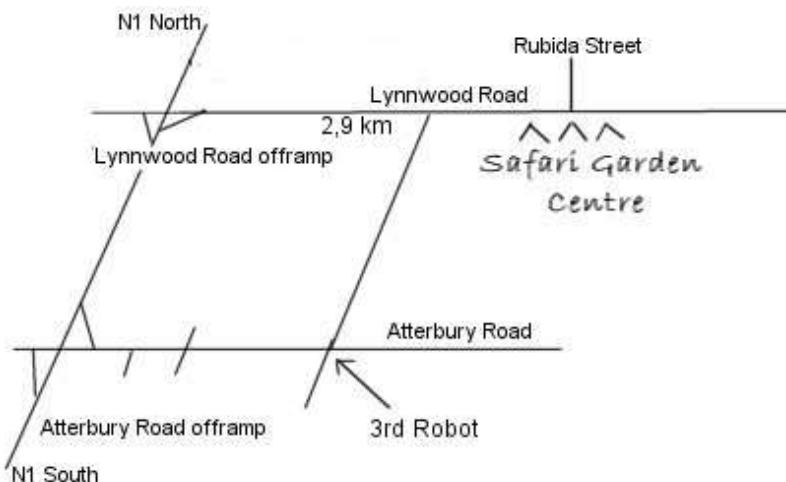 N1 North
Rubida Street
Lynnwood Road
2,9 km
Lynnwood Road offramp
Safari Garden
Centre
Atterbury Road
Atterbury Road offramp
3rd Robot
N1 South